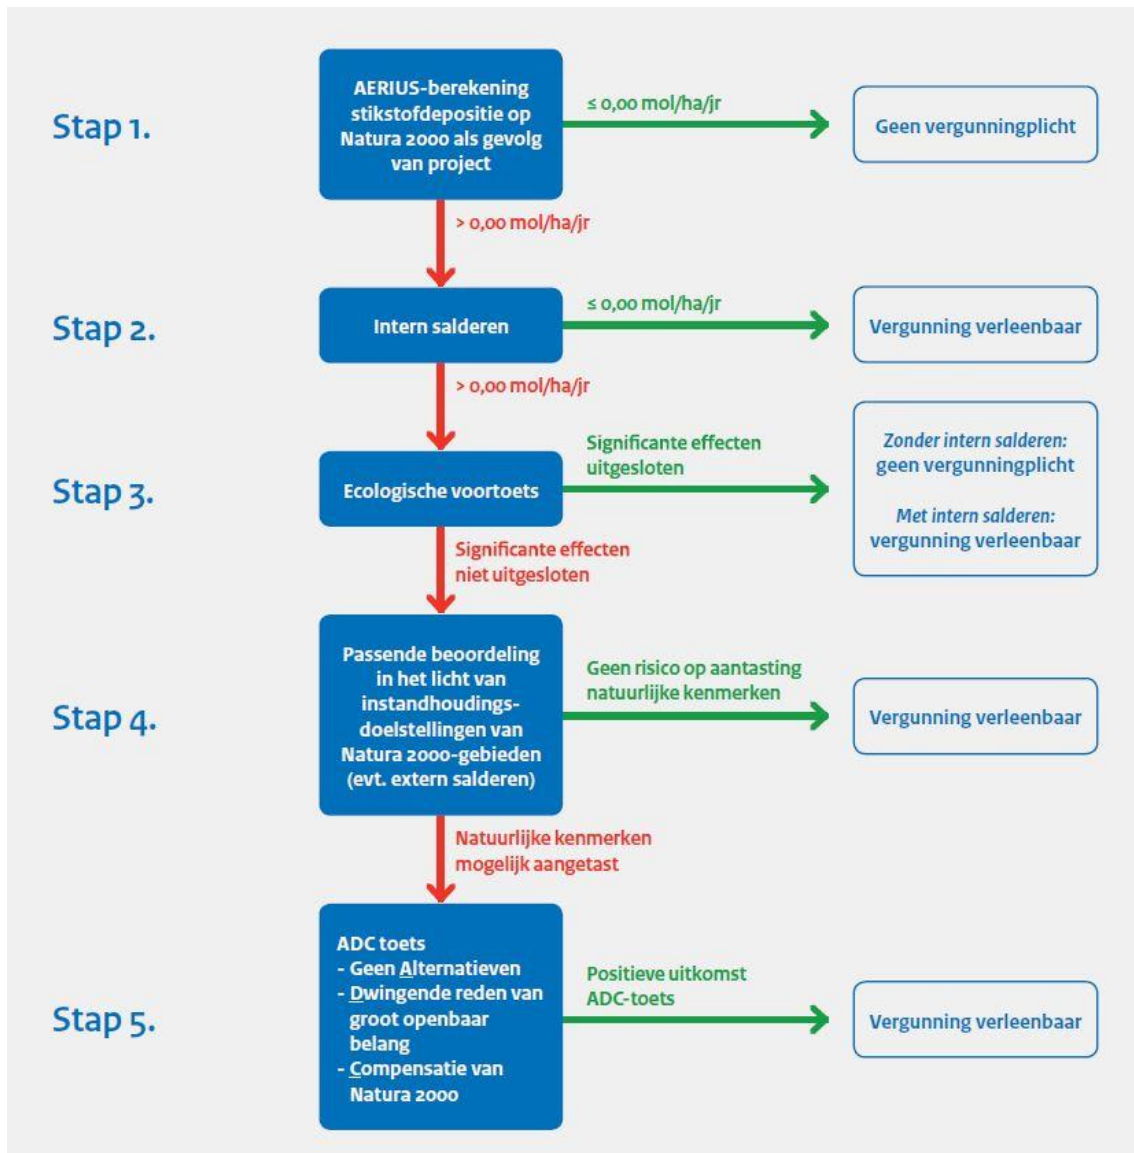 Stap 1.
AERIUS-berekening
stikstofdepositie op
Natura 2000 als gevolg
van project
≤ 0,00 mol/ha/jr
Geen vergunningplicht
> 0,00 mol/ha/jr
Stap 2.
Intern salderen
≤ 0,00 mol/ha/jr
Vergunning verleenbaar
> 0,00 mol/ha/jr
Stap 3.
Ecologische voortoets
Significante effecten
uitgesloten
Zonder intern salderen:
geen vergunningplicht
Met intern salderen:
vergunning verleenbaar
Significante effecten
niet uitgesloten
Stap 4.
Passende beoordeling
in het licht van
instandhoudings-
doelstellingen van
Natura 2000-gebieden
(evt. extern salderen)
Geen risico op aantasting
natuurlijke kenmerken
Vergunning verleenbaar
Natuurlijke kenmerken
mogelijk aangetast
Stap 5.
ADC toets
- Geen Alternatieven
- Dwingende reden van
groot openbaar
belang
- Compensatie van
Natura 2000
Positieve uitkomst
ADC-toets
Vergunning verleenbaar